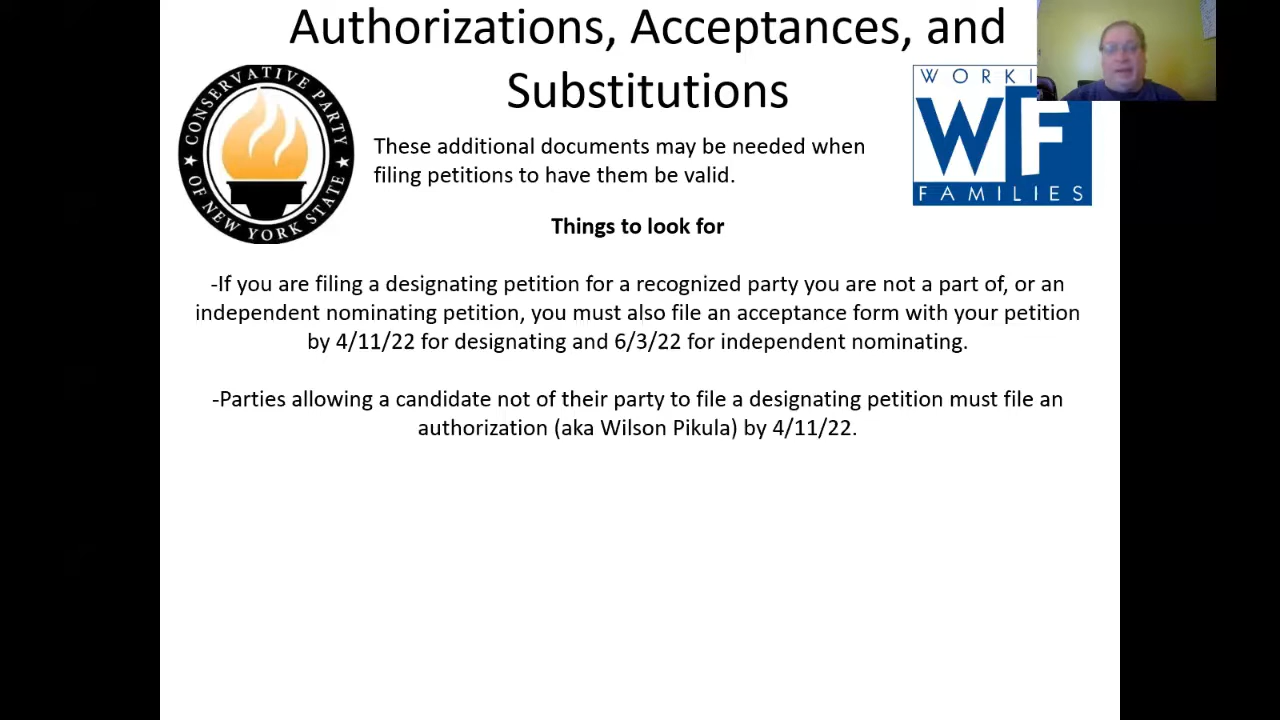 Authorizations, Acceptances, and
Substitutions
CONSERVATIVE PARTY
OF NEW YORK STATE
WORKI
WF
FAMILIES
These additional documents may be needed when
filing petitions to have them be valid.
Things to look for
-If you are filing a designating petition for a recognized party you are not a part of, or an
independent nominating petition, you must also file an acceptance form with your petition
by 4/11/22 for designating and 6/3/22 for independent nominating.
-Parties allowing a candidate not of their party to file a designating petition must file an
authorization (aka Wilson Pikula) by 4/11/22.